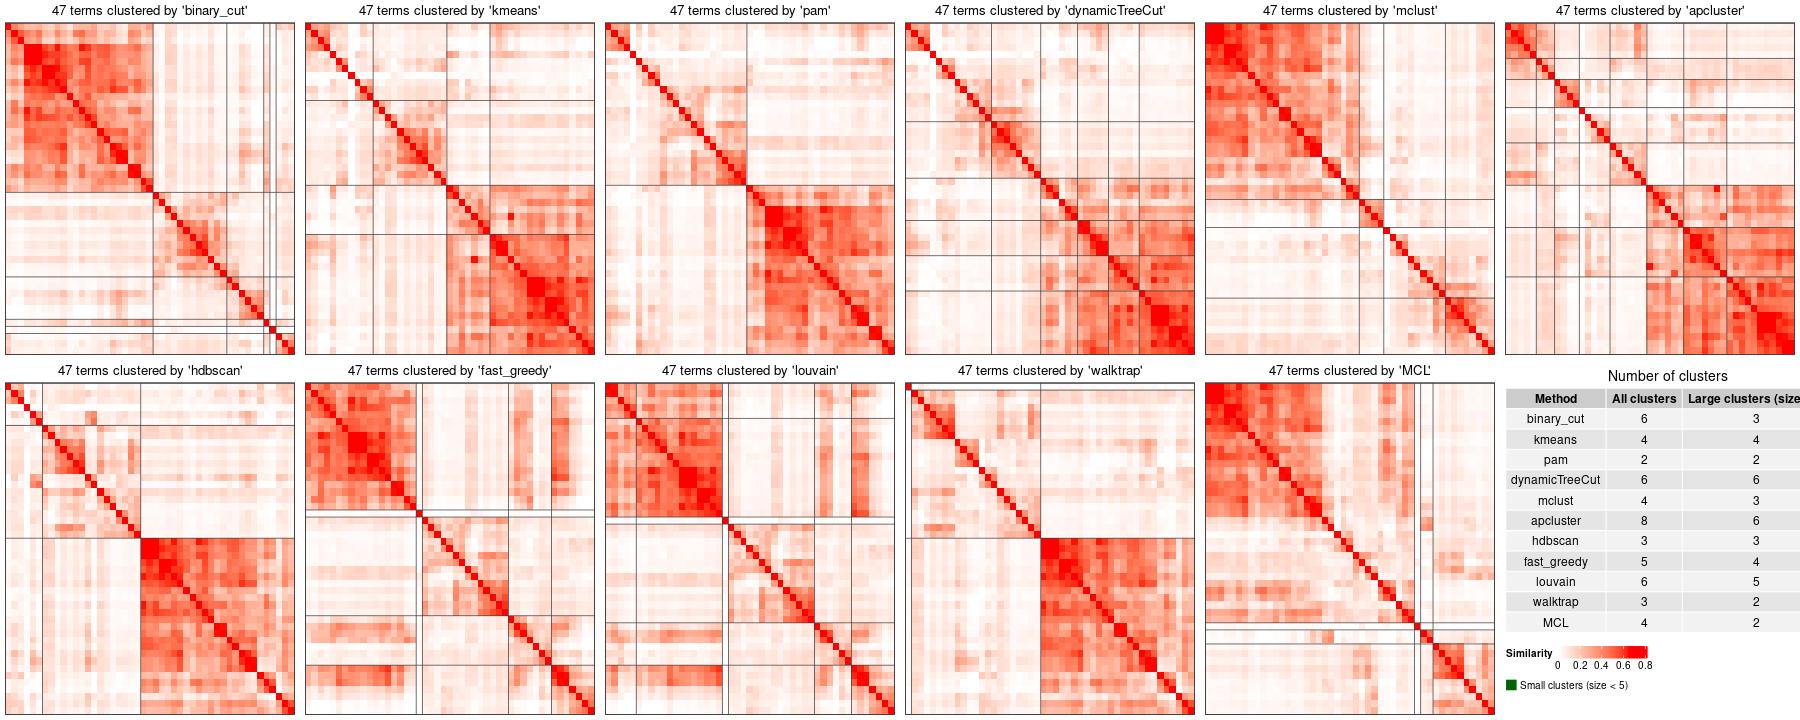 47 terms clustered by 'binary_cut'
47 terms clustered by 'kmeans'
47 terms clustered by 'pam'
47 terms clustered by 'dynamicTreeCut'
47 terms clustered by 'mclust'
47 terms clustered by 'apcluster'
47 terms clustered by 'hdbscan'
47 terms clustered by 'fast_greedy'
47 terms clustered by 'louvain'
47 terms clustered by 'walktrap'
47 terms clustered by 'MCL'
Number of clusters
Method All clusters Large clusters (size
binary_cut 6 3
kmeans 4 4
pam 2 2
dynamicTreeCut 6 6
mclust 4 3
apcluster 8 6
hdbscan 3 3
fast_greedy 5 4
louvain 6 5
walktrap 3 2
MCL 4 2
Similarity
0 0.2 0.4 0.6 0.8
Small clusters (size < 5)